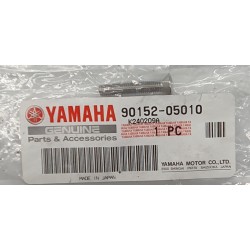 YAMAHA 90152-05010
GENUINE K240209A
Parts & Accessories
1 PC
MADE IN JAPAN
YAMAHA MOTOR CO., LTD.